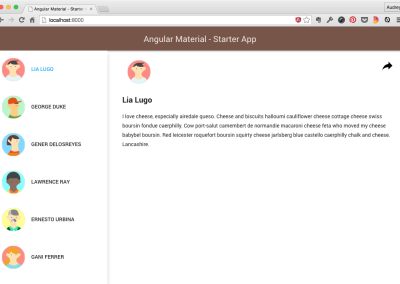 Angular Material - Starter
Audrey
localhost:8000
Angular Material - Starter App
LIA LUGO
GEORGE DUKE
GENER DELOSREYES
LAWRENCE RAY
ERNESTO URBINA
GANI FERRER
Lia Lugo
I love cheese, especially airedale queso. Cheese and biscuits halloumi cauliflower cheese cottage cheese swiss
boursin fondue caerphilly. Cow port-salut camembert de normandie macaroni cheese feta who moved my cheese
babybel boursin. Red leicester roquefort boursin squirty cheese jarlsberg blue castello caerphilly chalk and cheese.
Lancashire.